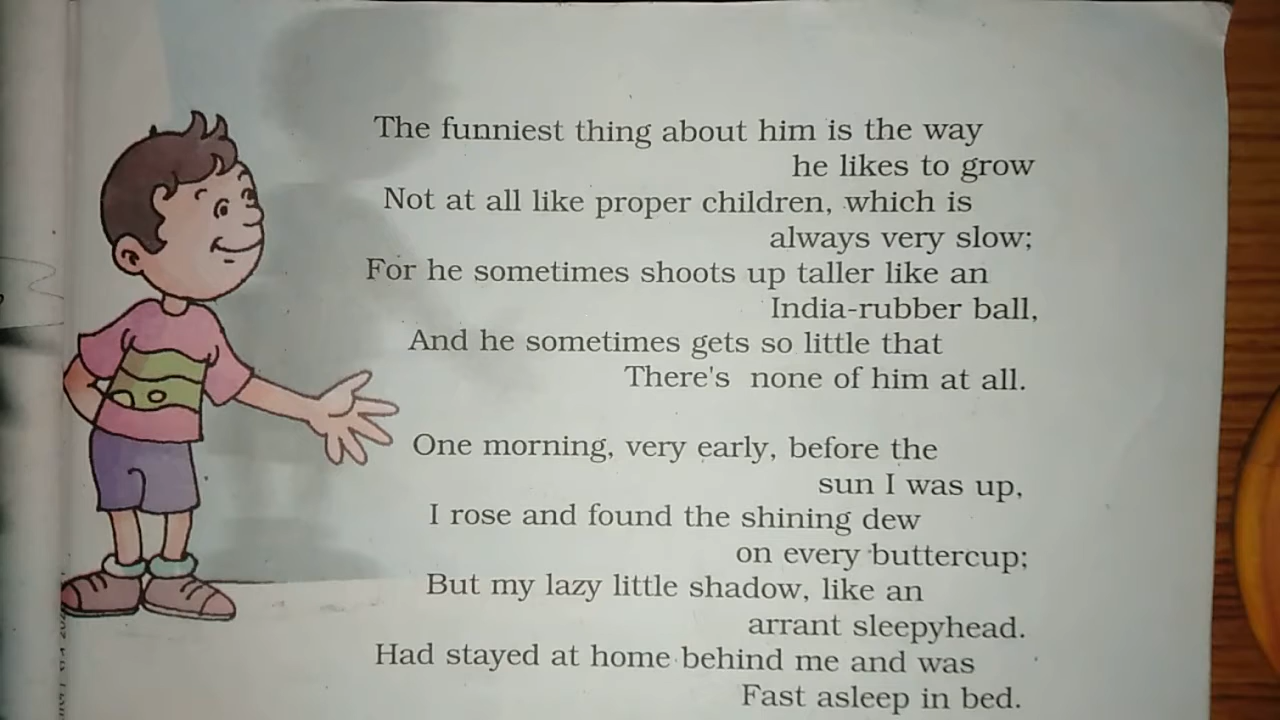 The funniest thing about him is the way
he likes to grow
Not at all like proper children, which is
always very slow;
For he sometimes shoots up taller like an
India-rubber ball,
And he sometimes gets so little that
There's none of him at all.
One morning, very early, before the
sun I was up,
I rose and found the shining dew
on every buttercup;
But my lazy little shadow, like an
arrant sleepyhead.
Had stayed at home behind me and was
Fast asleep in bed.